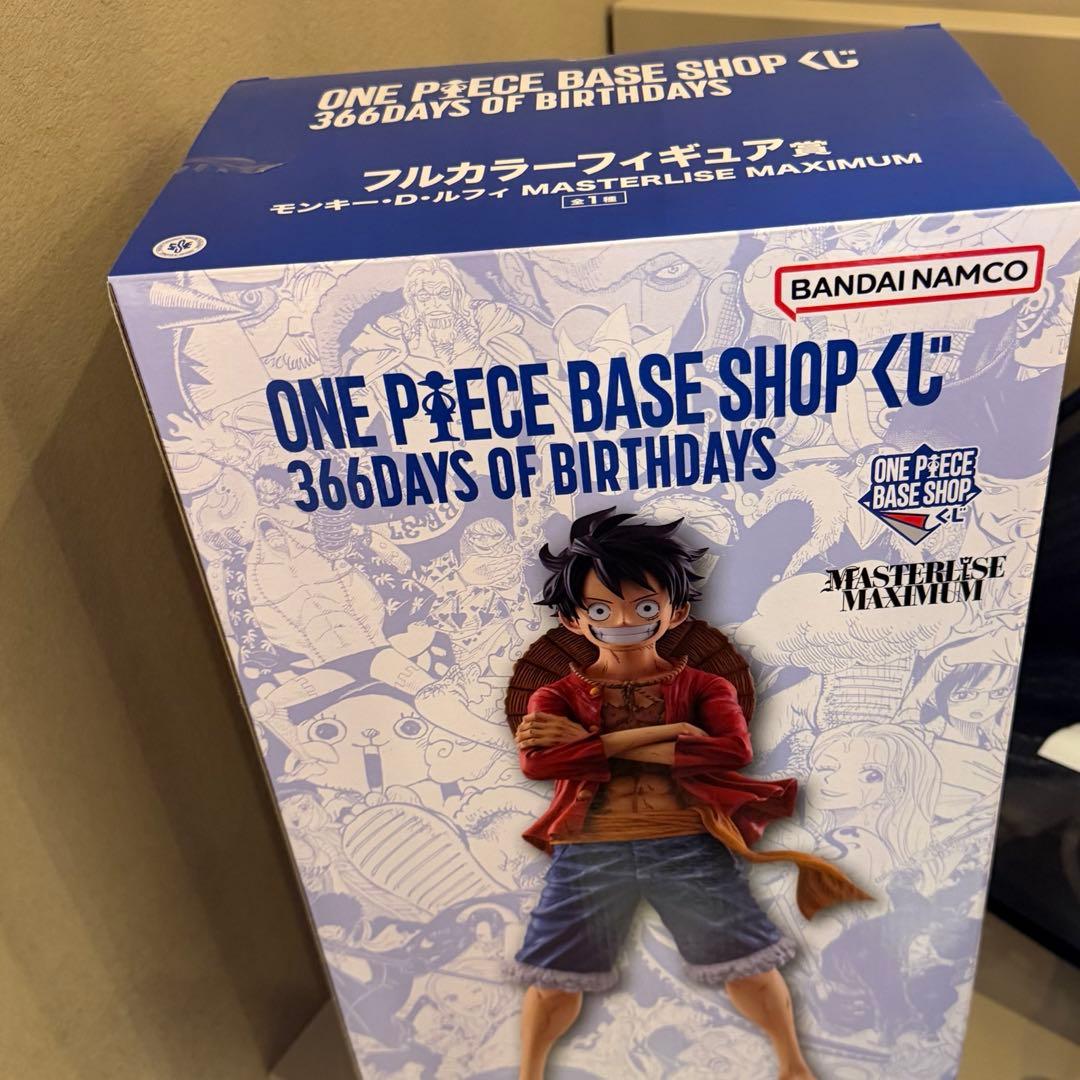 ONE PIECE BASE SHOP くじ
366DAYS OF BIRTHDAYS
フルカラーフィギュア賞
モンキー・D・ルフィ MASTERLISE MAXIMUM
全1種
BANDAI NAMCO
ONE PIECE BASE SHOP くじ
366DAYS OF BIRTHDAYS
ONE PIECE
BASE SHOP
くじ
MASTERLISE
MAXIMUM